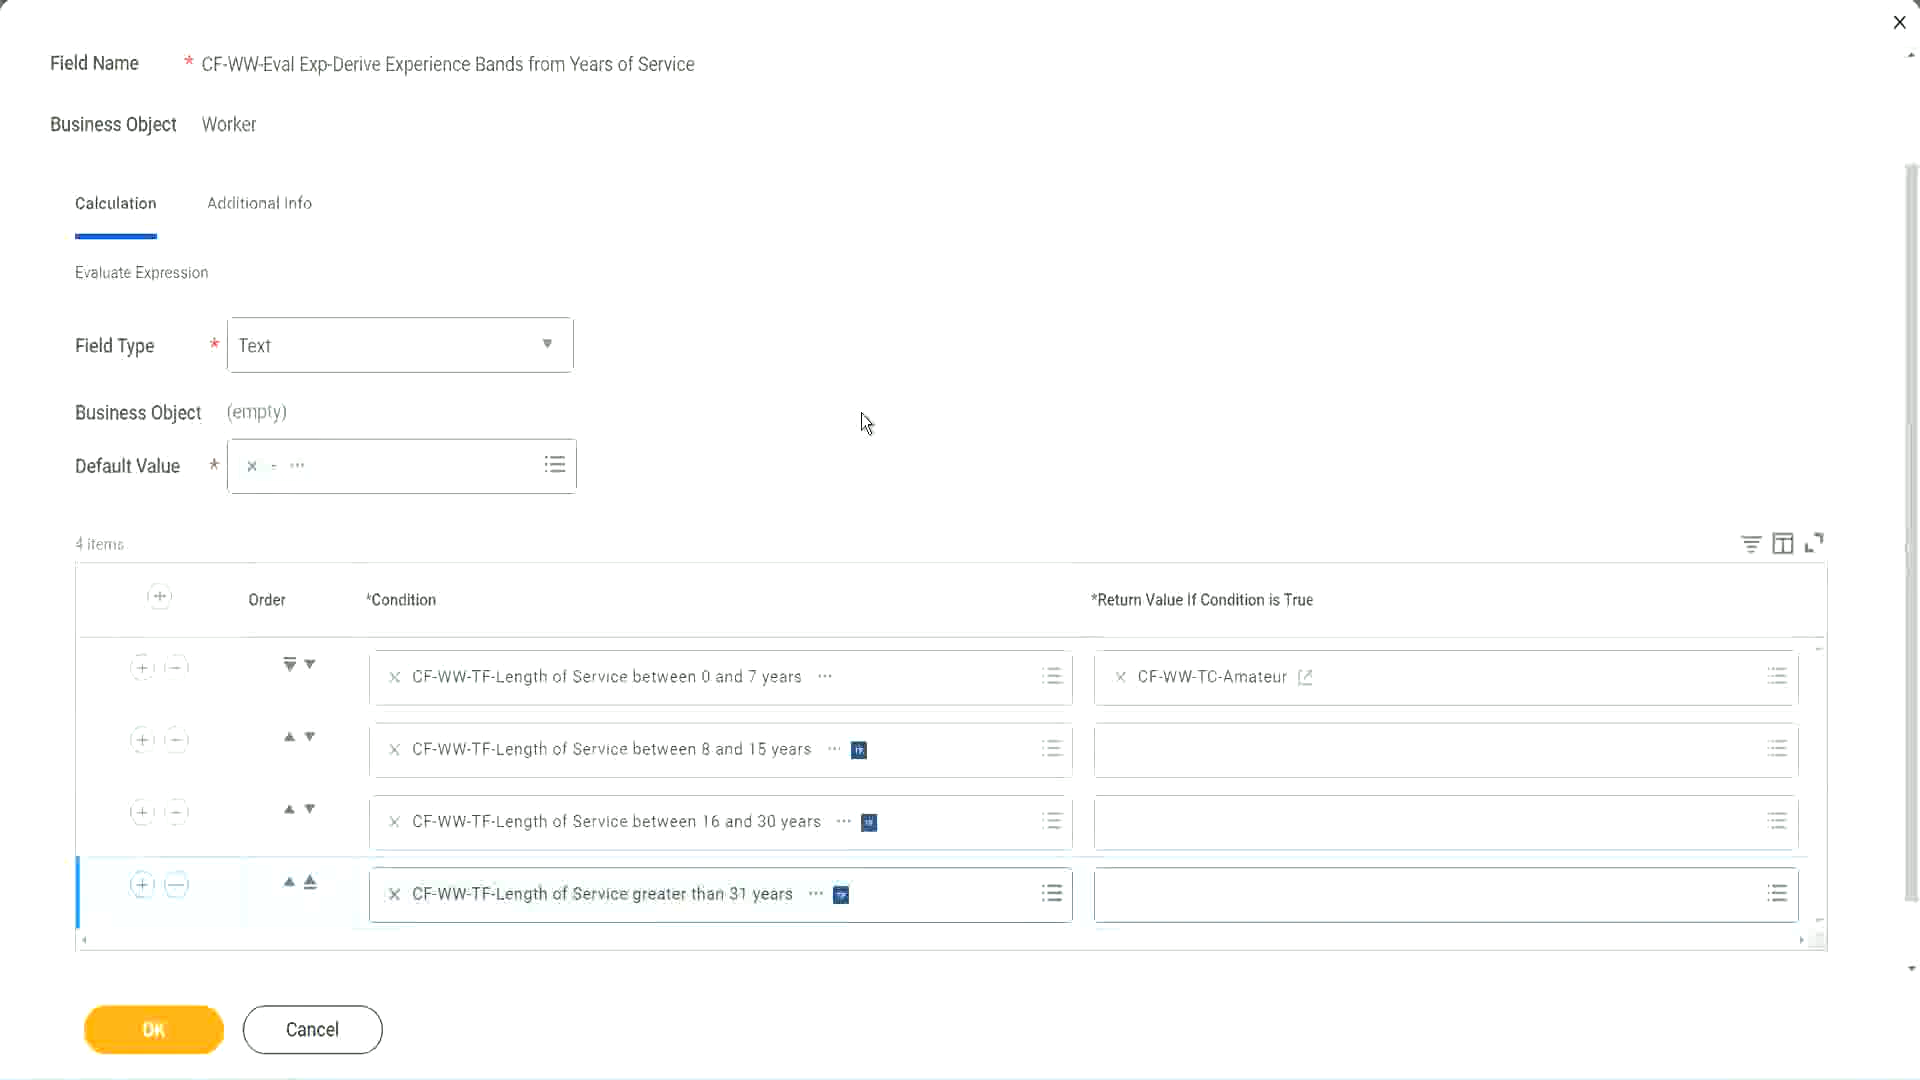 Field Name * CF-WW-Eval Exp-Derive Experience Bands from Years of Service
Business Object Worker
Calculation Additional Info
Evaluate Expression
Field Type * Text
Business Object (empty)
Default Value * × - ...
4 items
Order *Condition *Return Value If Condition is True
CF-WW-TF-Length of Service between 0 and 7 years ... CF-WW-TC-Amateur
CF-WW-TF-Length of Service between 8 and 15 years ...
CF-WW-TF-Length of Service between 16 and 30 years ...
CF-WW-TF-Length of Service greater than 31 years ...
OK Cancel